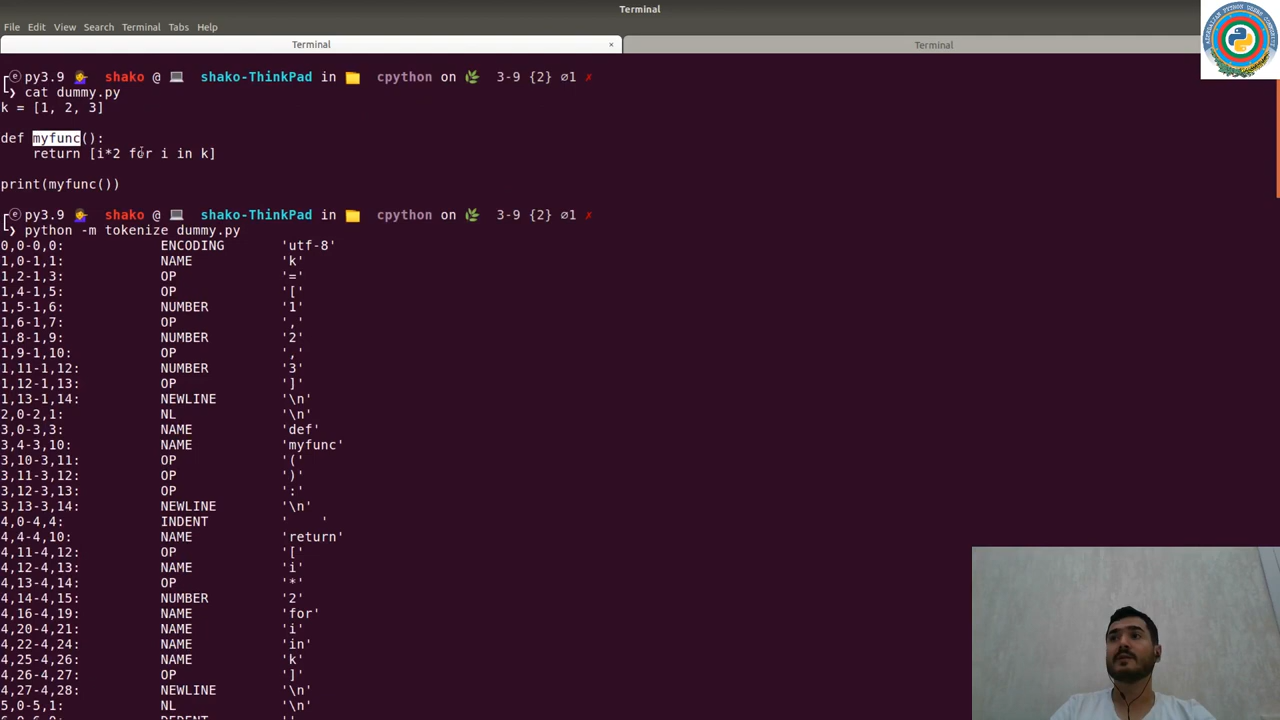 Terminal
File Edit View Search Terminal Tabs Help
Terminal × Terminal
py3.9 shako @ shako-ThinkPad in cpython on 3-9 {2} ∅1 ✗
❯ cat dummy.py
k = [1, 2, 3]
def myfunc():
    return [i*2 for i in k]
print(myfunc())
py3.9 shako @ shako-ThinkPad in cpython on 3-9 {2} ∅1 ✗
❯ python -m tokenize dummy.py
0,0-0,0: ENCODING 'utf-8'
1,0-1,1: NAME 'k'
1,2-1,3: OP '='
1,4-1,5: OP '['
1,5-1,6: NUMBER '1'
1,6-1,7: OP ','
1,8-1,9: NUMBER '2'
1,9-1,10: OP ','
1,11-1,12: NUMBER '3'
1,12-1,13: OP ']'
1,13-1,14: NEWLINE '\n'
2,0-2,1: NL '\n'
3,0-3,3: NAME 'def'
3,4-3,10: NAME 'myfunc'
3,10-3,11: OP '('
3,11-3,12: OP ')'
3,12-3,13: OP ':'
3,13-3,14: NEWLINE '\n'
4,0-4,4: INDENT '    '
4,4-4,10: NAME 'return'
4,11-4,12: OP '['
4,12-4,13: NAME 'i'
4,13-4,14: OP '*'
4,14-4,15: NUMBER '2'
4,16-4,19: NAME 'for'
4,20-4,21: NAME 'i'
4,22-4,24: NAME 'in'
4,25-4,26: NAME 'k'
4,26-4,27: OP ']'
4,27-4,28: NEWLINE '\n'
5,0-5,1: NL '\n'
6,0-6,0: DEDENT ''
AZERBAIJAN PYTHON USERS COMMUNITY